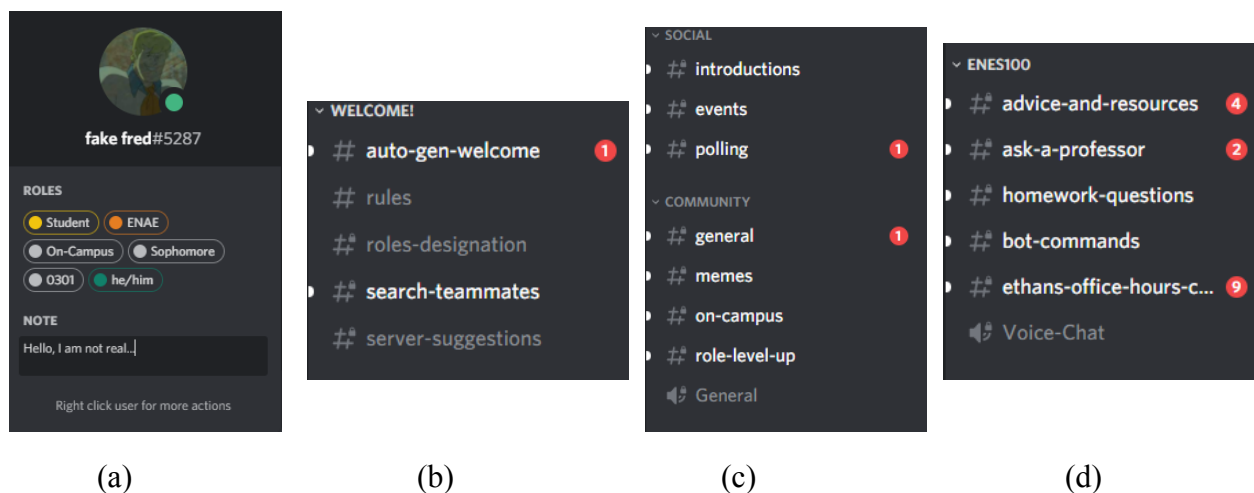 fake fred#5287
ROLES
Student ENAE
On-Campus Sophomore
0301 he/him
NOTE
Hello, I am not real...
Right click user for more actions
(a)
WELCOME!
auto-gen-welcome 1
rules
roles-designation
search-teammates
server-suggestions
(b)
SOCIAL
introductions
events
polling 1
COMMUNITY
general 1
memes
on-campus
role-level-up
General
(c)
ENES100
advice-and-resources 4
ask-a-professor 2
homework-questions
bot-commands
ethans-office-hours-c... 9
Voice-Chat
(d)